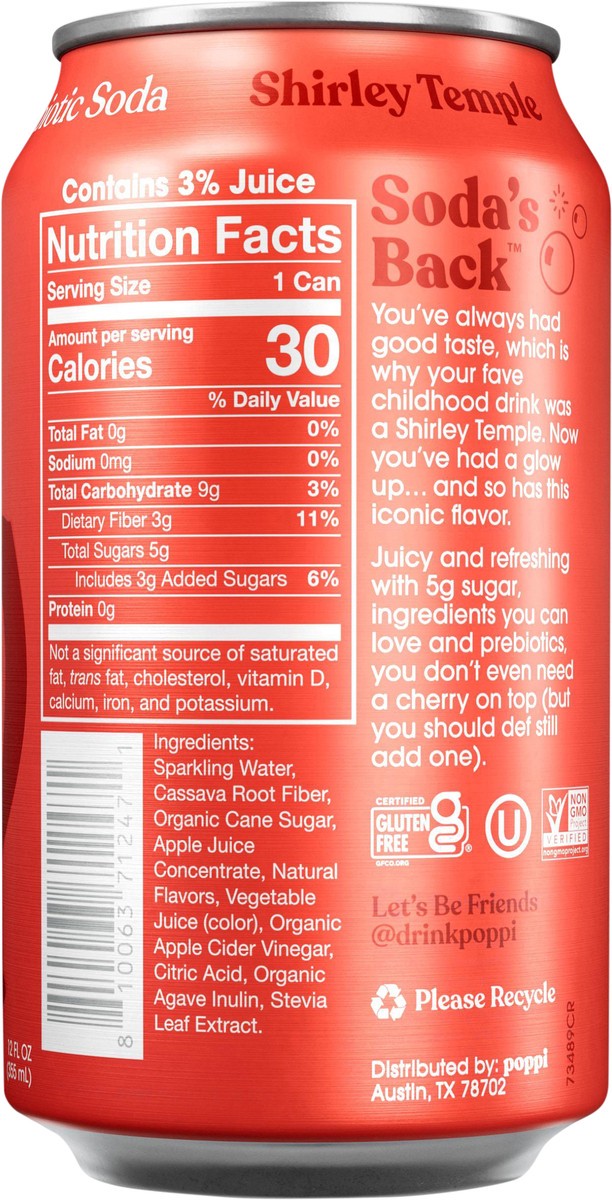 Soda
Shirley Temple
Contains 3% Juice
Nutrition Facts
Serving Size 1 Can
Amount per serving
Calories 30
% Daily Value
Total Fat 0g 0%
Sodium 0mg 0%
Total Carbohydrate 9g 3%
Dietary Fiber 3g 11%
Total Sugars 5g
Includes 3g Added Sugars 6%
Protein 0g
Not a significant source of saturated
fat, trans fat, cholesterol, vitamin D,
calcium, iron, and potassium.
Ingredients:
Sparkling Water,
Cassava Root Fiber,
Organic Cane Sugar,
Apple Juice
Concentrate, Natural
Flavors, Vegetable
Juice (color), Organic
Apple Cider Vinegar,
Citric Acid, Organic
Agave Inulin, Stevia
Leaf Extract.
8 10063 71247 1
12 FL OZ
(355 mL)
Soda's
Back™
You've always had
good taste, which is
why your fave
childhood drink was
a Shirley Temple. Now
you've had a glow
up... and so has this
iconic flavor.
Juicy and refreshing
with 5g sugar,
ingredients you can
love and prebiotics,
you don't even need
a cherry on top (but
you should def still
add one).
CERTIFIED
GLUTEN
FREE
®
GFCO.ORG
U
NON
GMO
Project
VERIFIED
nongmoproject.org
Let's Be Friends
@drinkpoppi
Please Recycle
Distributed by: poppi
Austin, TX 78702
73489CR